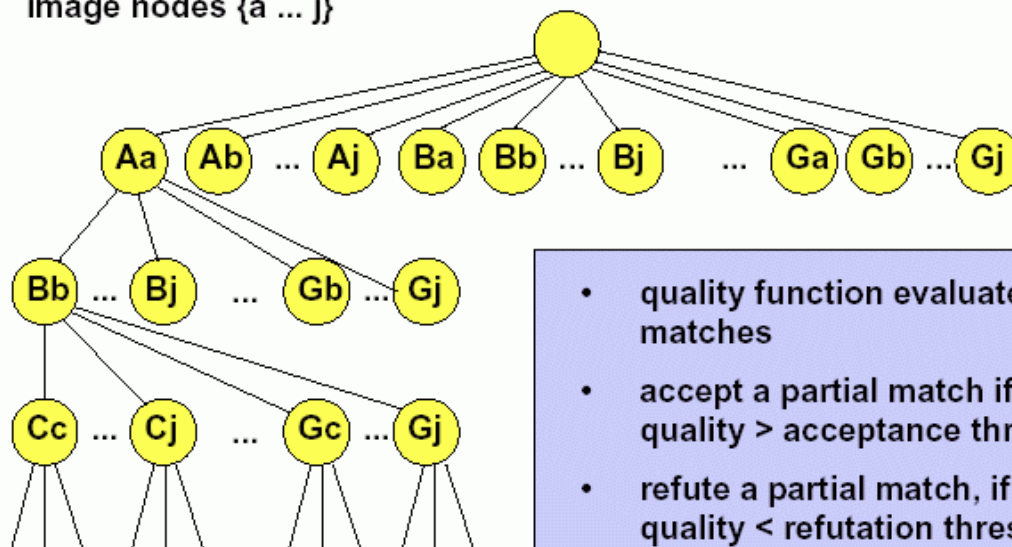 image nodes {a ... j}
Aa Ab ... Aj Ba Bb ... Bj ... Ga Gb ... Gj
Bb ... Bj ... Gb ... Gj
• quality function evaluate
matches
• accept a partial match if
quality > acceptance thr
Cc ... Cj ... Gc ... Gj
• refute a partial match, if
quality < refutation thres